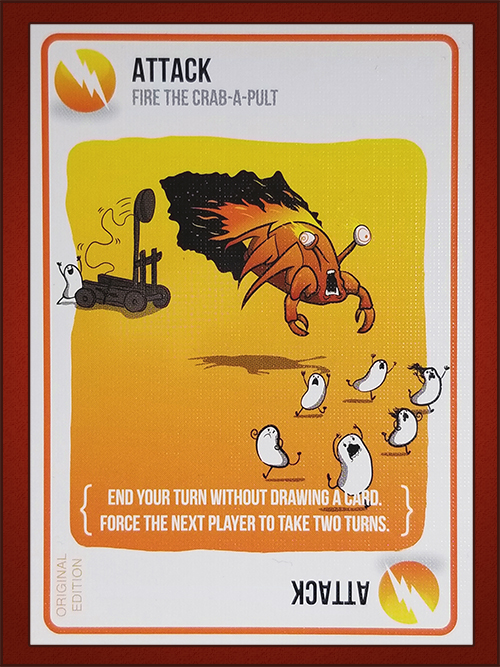 ATTACK
FIRE THE CRAB-A-PULT
END YOUR TURN WITHOUT DRAWING A CARD.
FORCE THE NEXT PLAYER TO TAKE TWO TURNS.
ORIGINAL
EDITION
ATTACK